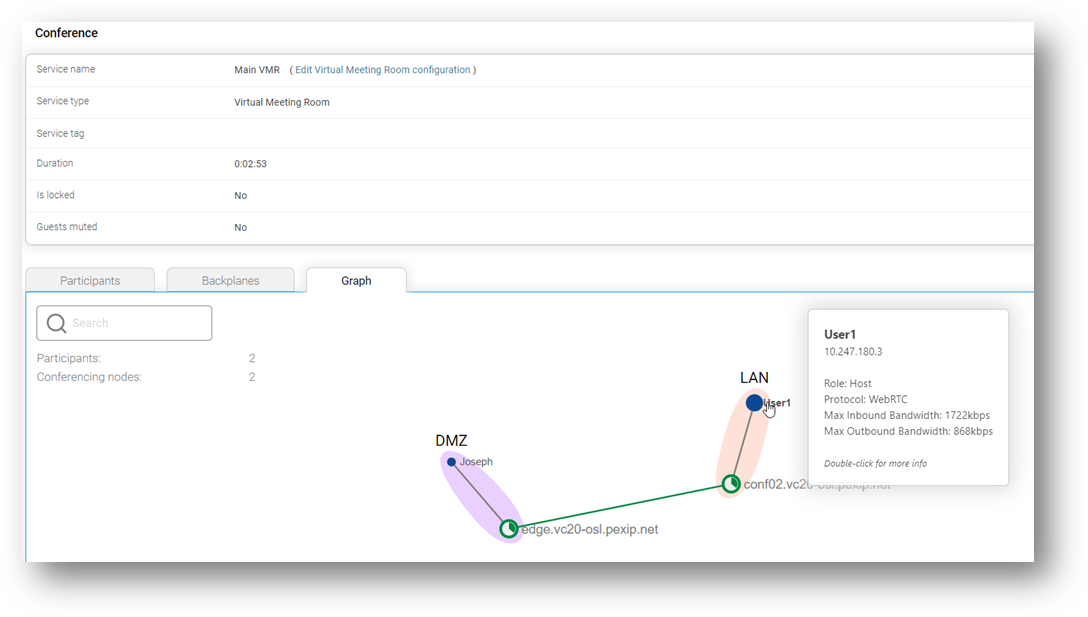 Conference
Service name Main VMR ( Edit Virtual Meeting Room configuration )
Service type Virtual Meeting Room
Service tag
Duration 0:02:53
Is locked No
Guests muted No
Participants Backplanes Graph
Search
Participants: 2
Conferencing nodes: 2
User1
10.247.180.3
Role: Host
Protocol: WebRTC
Max Inbound Bandwidth: 1722kbps
Max Outbound Bandwidth: 868kbps
Double-click for more info
LAN
User1
DMZ
Joseph
conf02.vc20-osl.pexip.net
edge.vc20-osl.pexip.net